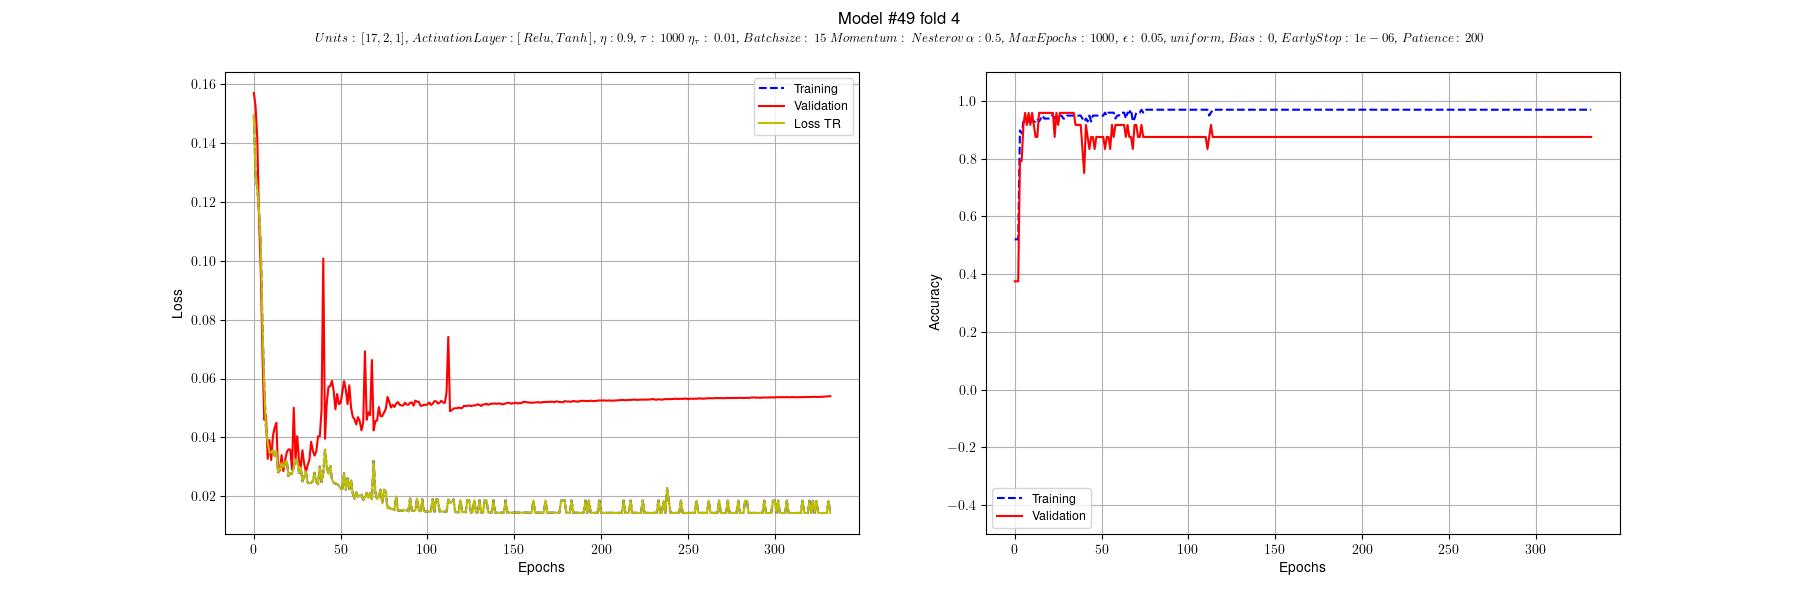 Model #49 fold 4
Units : [17, 2, 1], ActivationLayer : [ Relu, Tanh ], η : 0.9, τ : 1000 η_τ : 0.01, Batchsize : 15 Momentum : Nesterov α : 0.5, MaxEpochs : 1000, ϵ : 0.05, uniform, Bias : 0, EarlyStop : 1e − 06, Patience : 200
0.16
0.14
0.12
0.10
0.08
0.06
0.04
0.02
Loss
Training
Validation
Loss TR
0 50 100 150 200 250 300
Epochs
1.0
0.8
0.6
0.4
0.2
0.0
−0.2
−0.4
Accuracy
Training
Validation
0 50 100 150 200 250 300
Epochs